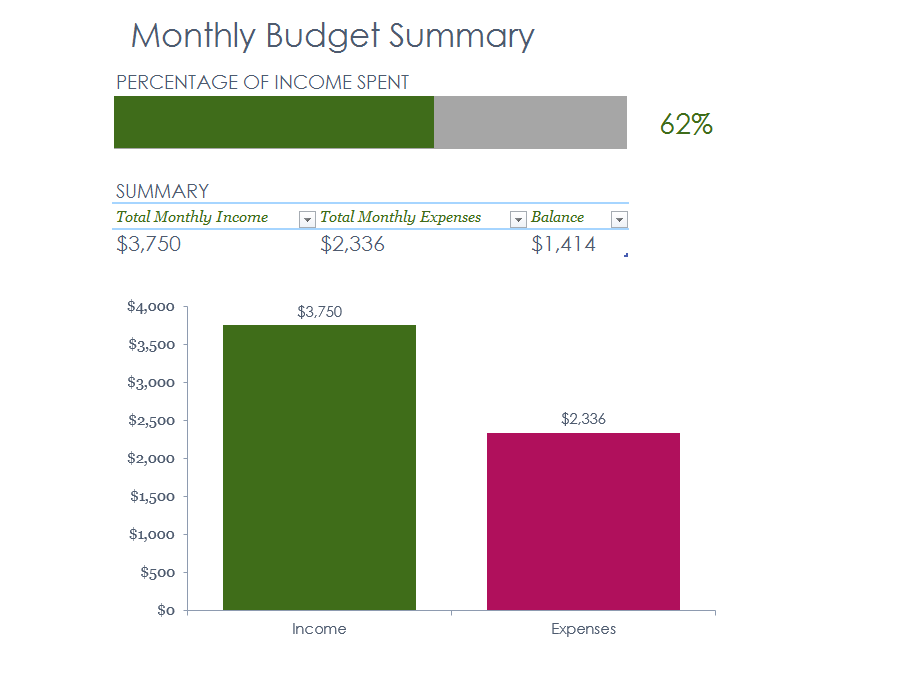 Monthly Budget Summary
PERCENTAGE OF INCOME SPENT
62%
SUMMARY
Total Monthly Income Total Monthly Expenses Balance
$3,750 $2,336 $1,414
$4,000
$3,750
$3,500
$3,000
$2,500
$2,336
$2,000
$1,500
$1,000
$500
$0
Income Expenses